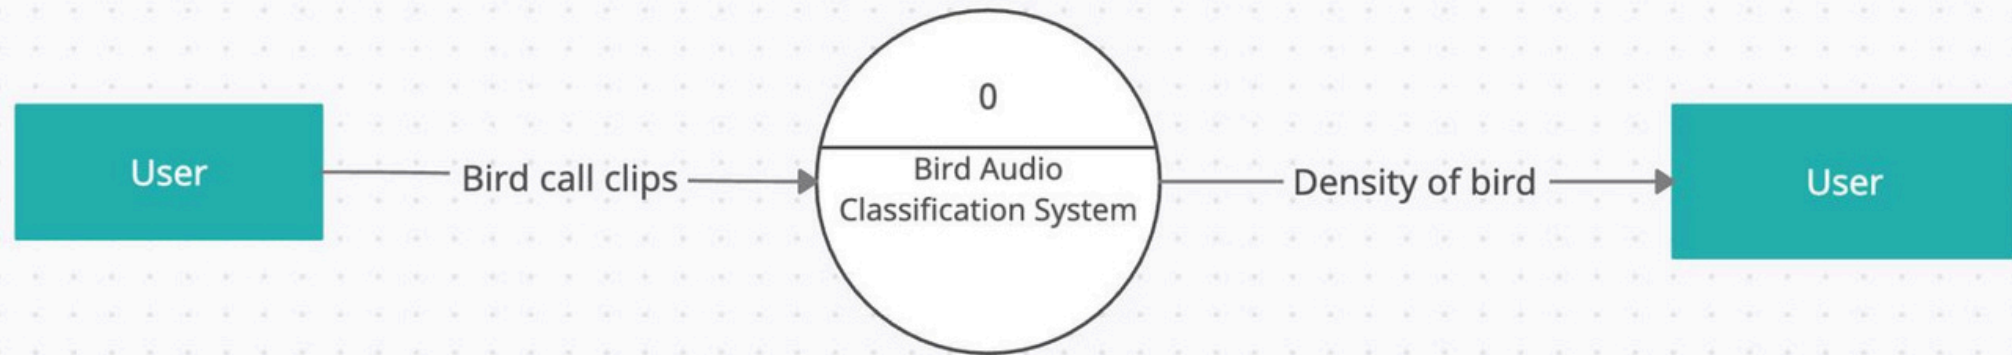 User
Bird call clips
0
Bird Audio
Classification System
Density of bird
User